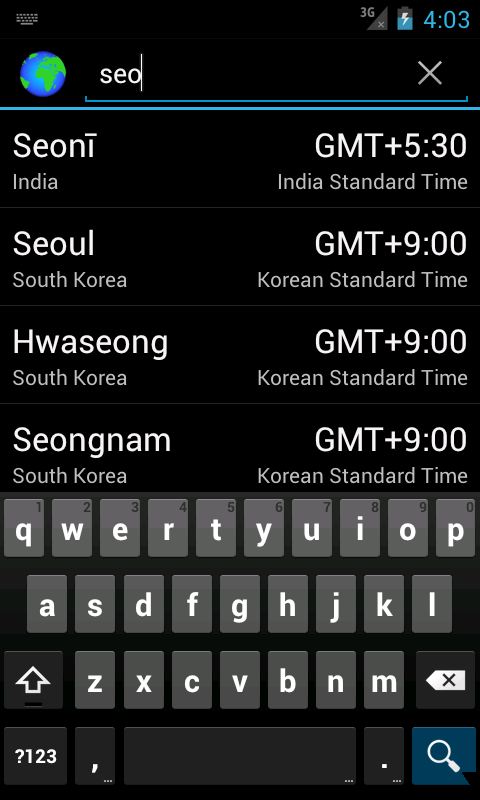 3G 4:03
seo
Seonī GMT+5:30
India India Standard Time
Seoul GMT+9:00
South Korea Korean Standard Time
Hwaseong GMT+9:00
South Korea Korean Standard Time
Seongnam GMT+9:00
South Korea Korean Standard Time
1 2 3 4 5 6 7 8 9 0
q w e r t y u i o p
a s d f g h j k l
z x c v b n m
?123 , ... ... . ...